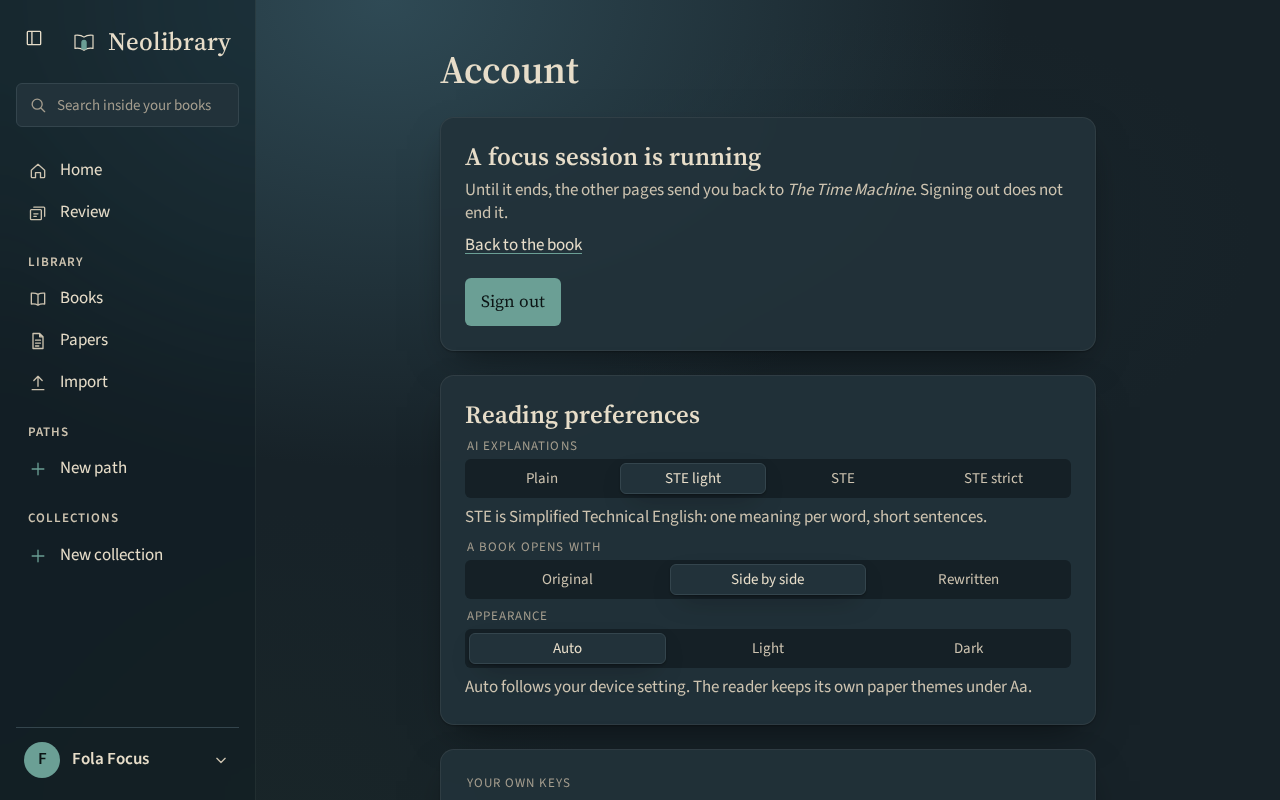 Neolibrary
Search inside your books
Home
Review
LIBRARY
Books
Papers
Import
PATHS
New path
COLLECTIONS
New collection
F
Fola Focus
Account
A focus session is running
Until it ends, the other pages send you back to The Time Machine. Signing out does not
end it.
Back to the book
Sign out
Reading preferences
AI EXPLANATIONS
Plain STE light STE STE strict
STE is Simplified Technical English: one meaning per word, short sentences.
A BOOK OPENS WITH
Original Side by side Rewritten
APPEARANCE
Auto Light Dark
Auto follows your device setting. The reader keeps its own paper themes under Aa.
YOUR OWN KEYS